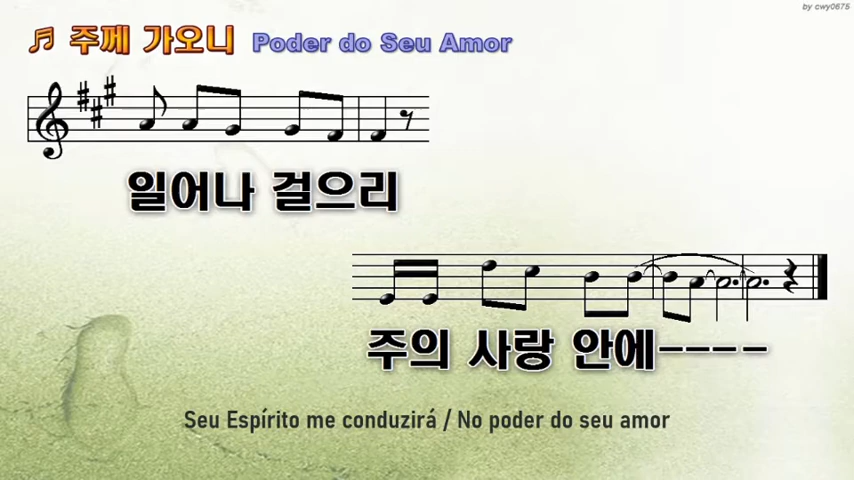 by cwy0675
주께 가오니 Poder do Seu Amor
일어나 걸으리
주의 사랑 안에----
Seu Espírito me conduzirá / No poder do seu amor